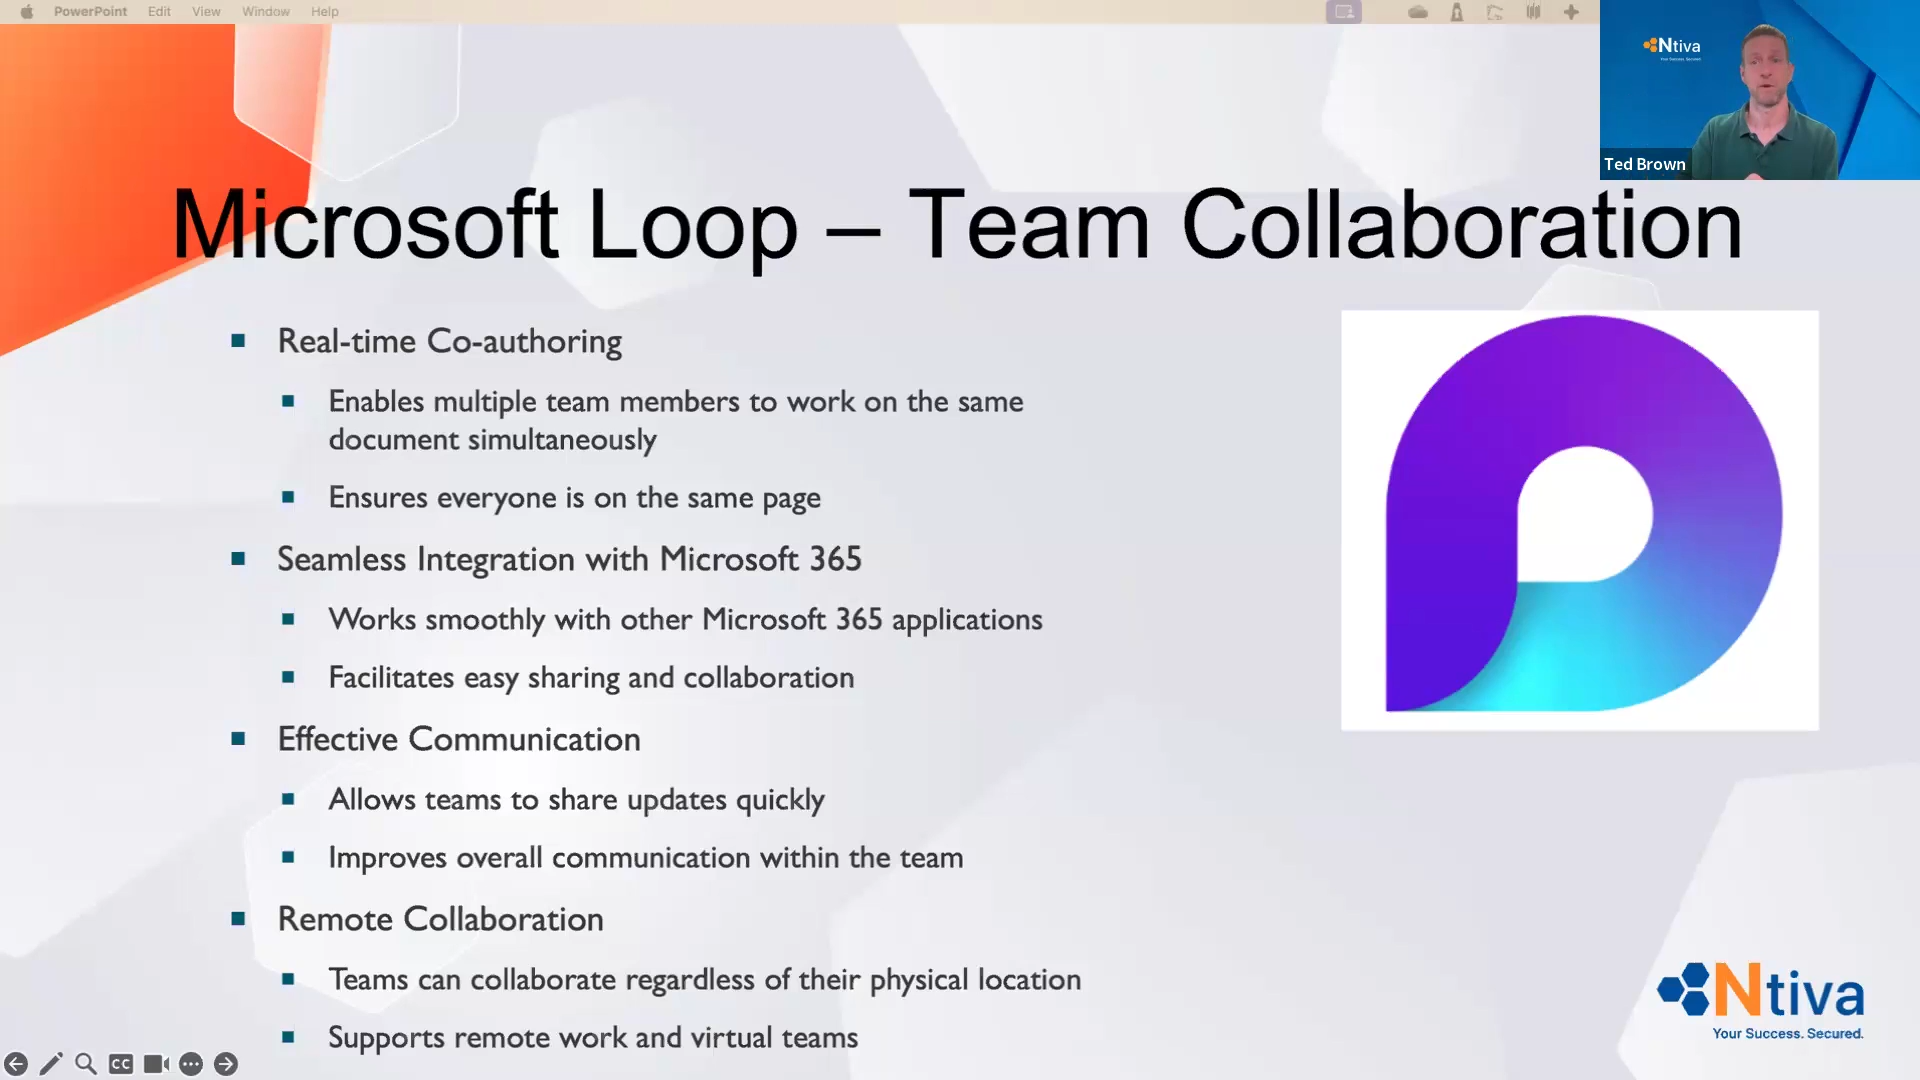 PowerPoint Edit View Window Help
Ntiva
Ted Brown
Microsoft Loop – Team Collaboration
Real-time Co-authoring
Enables multiple team members to work on the same
document simultaneously
Ensures everyone is on the same page
Seamless Integration with Microsoft 365
Works smoothly with other Microsoft 365 applications
Facilitates easy sharing and collaboration
Effective Communication
Allows teams to share updates quickly
Improves overall communication within the team
Remote Collaboration
Teams can collaborate regardless of their physical location
Supports remote work and virtual teams
Ntiva
Your Success. Secured.
CC